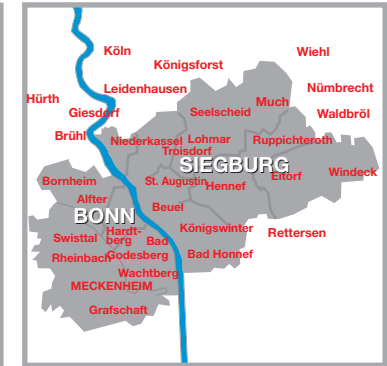 Köln
Wiehl
Königsforst
Leidenhausen
Nümbrecht
Hürth
Much
Giesdorf
Seelscheid
Waldbröl
Brühl
Niederkassel
Lohmar
Ruppichteroth
Troisdorf
SIEGBURG
Windeck
Bornheim
St. Augustin
Hennef
Eitorf
Alfter
BONN
Beuel
Königswinter
Rettersen
Swisttal
Hardt-
berg
Bad
Godesberg
Rheinbach
Bad Honnef
Wachtberg
MECKENHEIM
Grafschaft